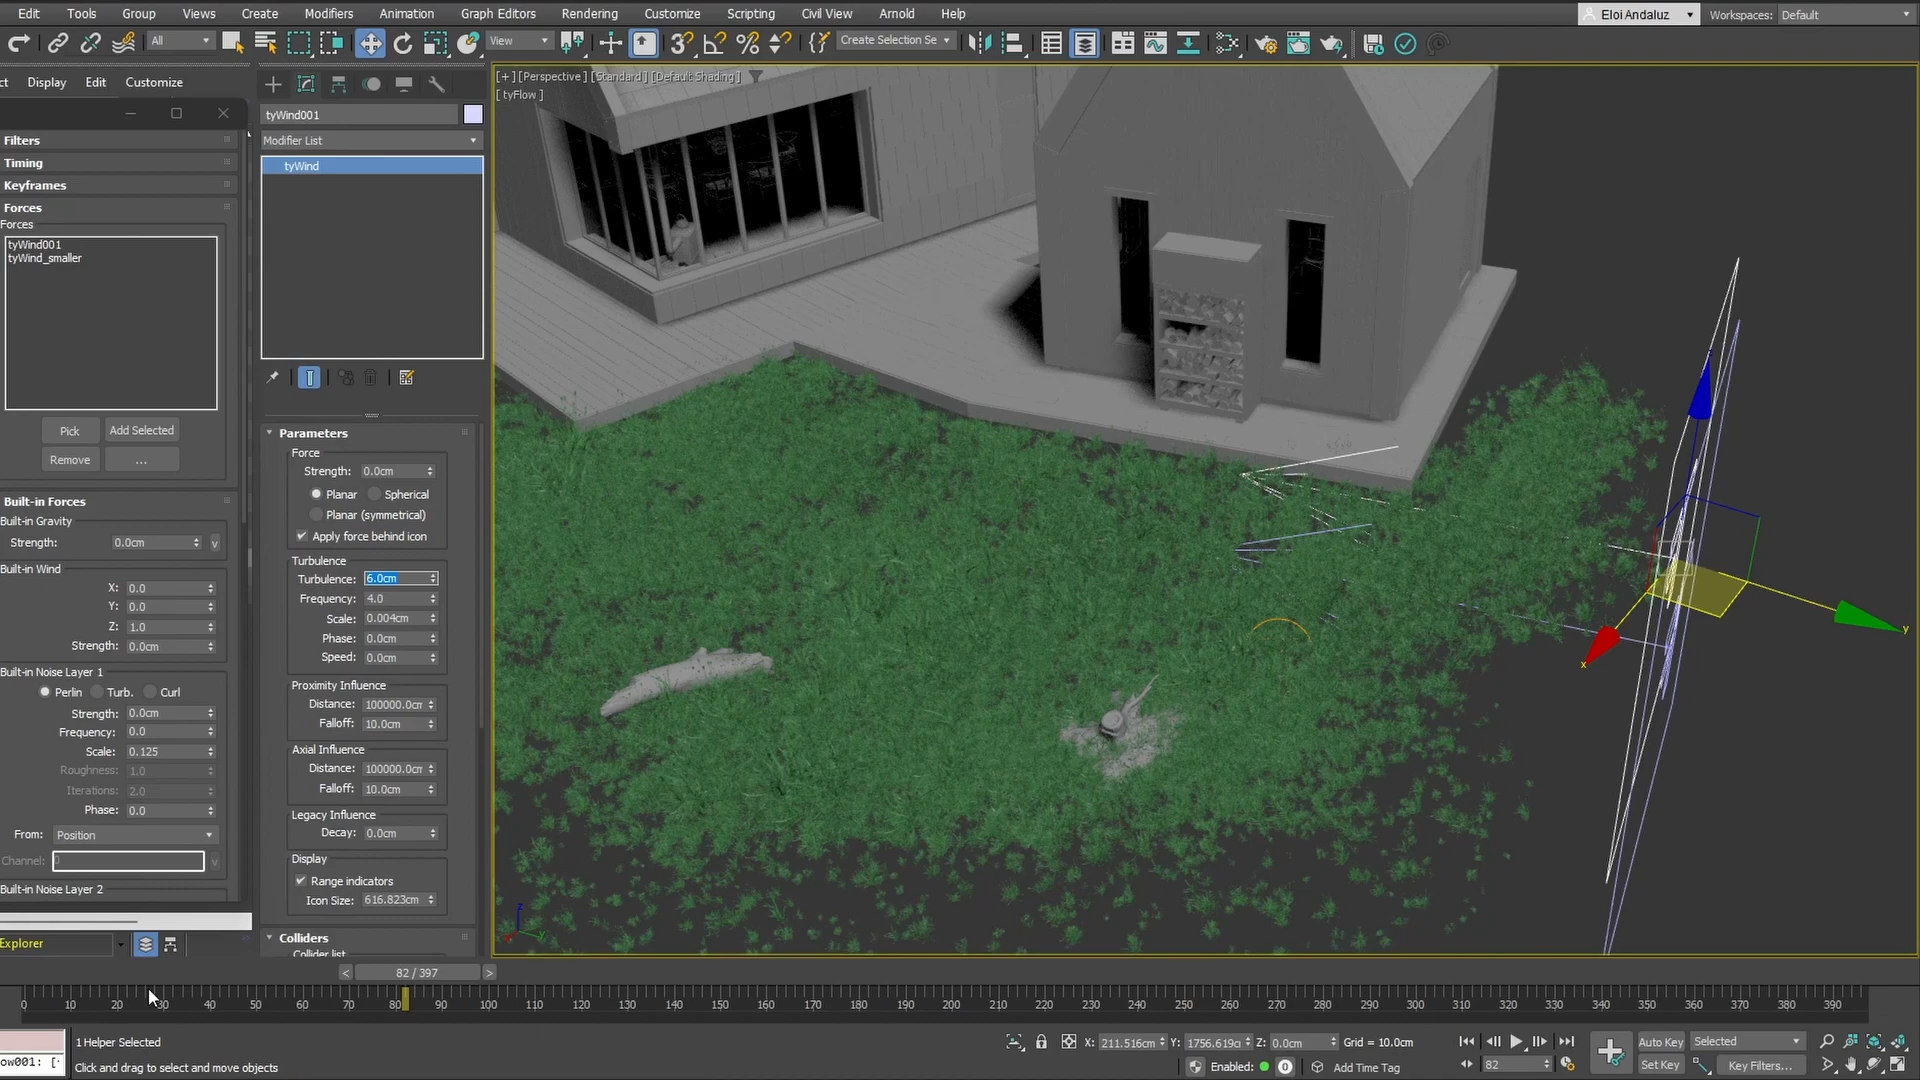 Edit Tools Group Views Create Modifiers Animation Graph Editors Rendering Customize Scripting Civil View Arnold Help Eloi Andaluz Workspaces: Default
All View Create Selection Se
ct Display Edit Customize
[+] [Perspective] [Standard] [Default Shading]
[tyFlow]
tyWind001
Modifier List
tyWind
Filters
Timing
Keyframes
Forces
Forces
tyWind001
tyWind_smaller
Pick Add Selected
Remove ...
Built-in Forces
Built-in Gravity
Strength: 0.0cm v
Built-in Wind
X: 0.0
Y: 0.0
Z: 1.0
Strength: 0.0cm
Built-in Noise Layer 1
Perlin Turb. Curl
Strength: 0.0cm
Frequency: 0.0
Scale: 0.125
Roughness: 1.0
Iterations: 2.0
Phase: 0.0
From: Position
Channel: 0 v
Built-in Noise Layer 2
Explorer
Parameters
Force
Strength: 0.0cm
Planar Spherical
Planar (symmetrical)
Apply force behind icon
Turbulence
Turbulence: 6.0cm
Frequency: 4.0
Scale: 0.004cm
Phase: 0.0cm
Speed: 0.0cm
Proximity Influence
Distance: 100000.0cm
Falloff: 10.0cm
Axial Influence
Distance: 100000.0cm
Falloff: 10.0cm
Legacy Influence
Decay: 0.0cm
Display
Range indicators
Icon Size: 616.823cm
Colliders
Collider list
x
y
z
y
< 82 / 397 >
0 10 20 30 40 50 60 70 80 90 100 110 120 130 140 150 160 170 180 190 200 210 220 230 240 250 260 270 280 290 300 310 320 330 340 350 360 370 380 390
1 Helper Selected
ow001: [
Click and drag to select and move objects
X: 211.516cm Y: 1756.619c Z: 0.0cm Grid = 10.0cm
Enabled: 0 Add Time Tag
82
Auto Key Selected
Set Key Key Filters...